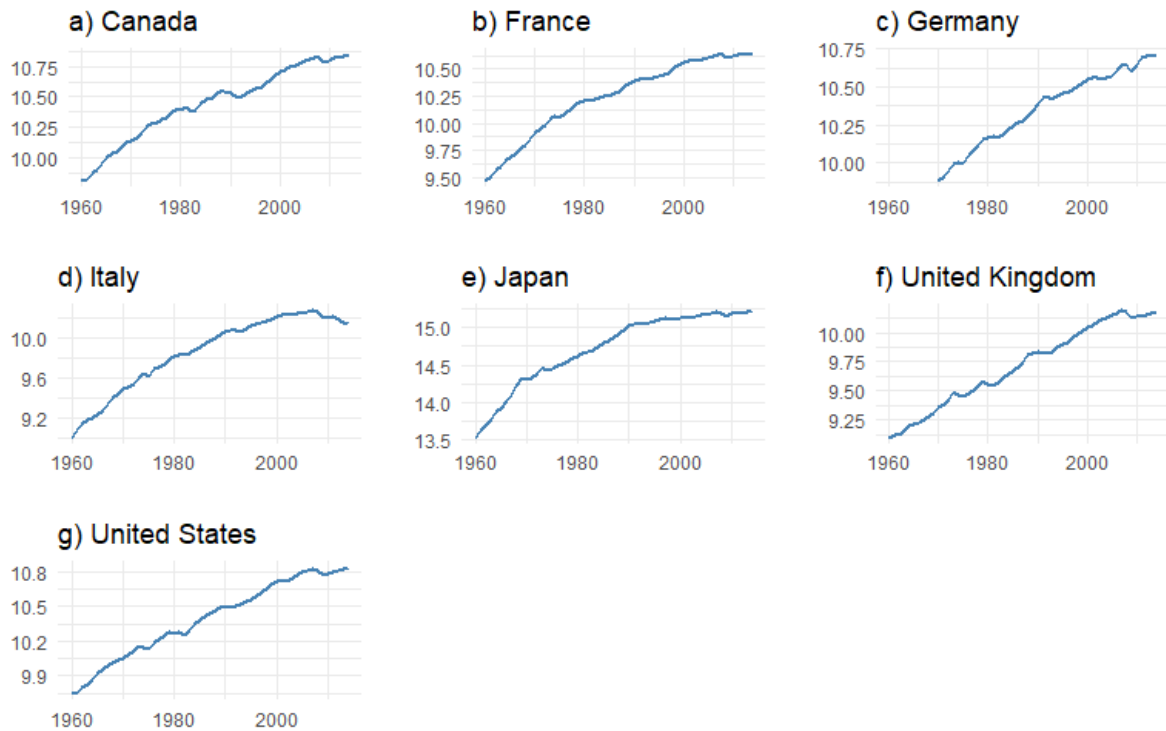 a) Canada
10.75
10.50
10.25
10.00
1960 1980 2000
b) France
10.50
10.25
10.00
9.75
9.50
1960 1980 2000
c) Germany
10.75
10.50
10.25
10.00
1960 1980 2000
d) Italy
10.0
9.6
9.2
1960 1980 2000
e) Japan
15.0
14.5
14.0
13.5
1960 1980 2000
f) United Kingdom
10.00
9.75
9.50
9.25
1960 1980 2000
g) United States
10.8
10.5
10.2
9.9
1960 1980 2000